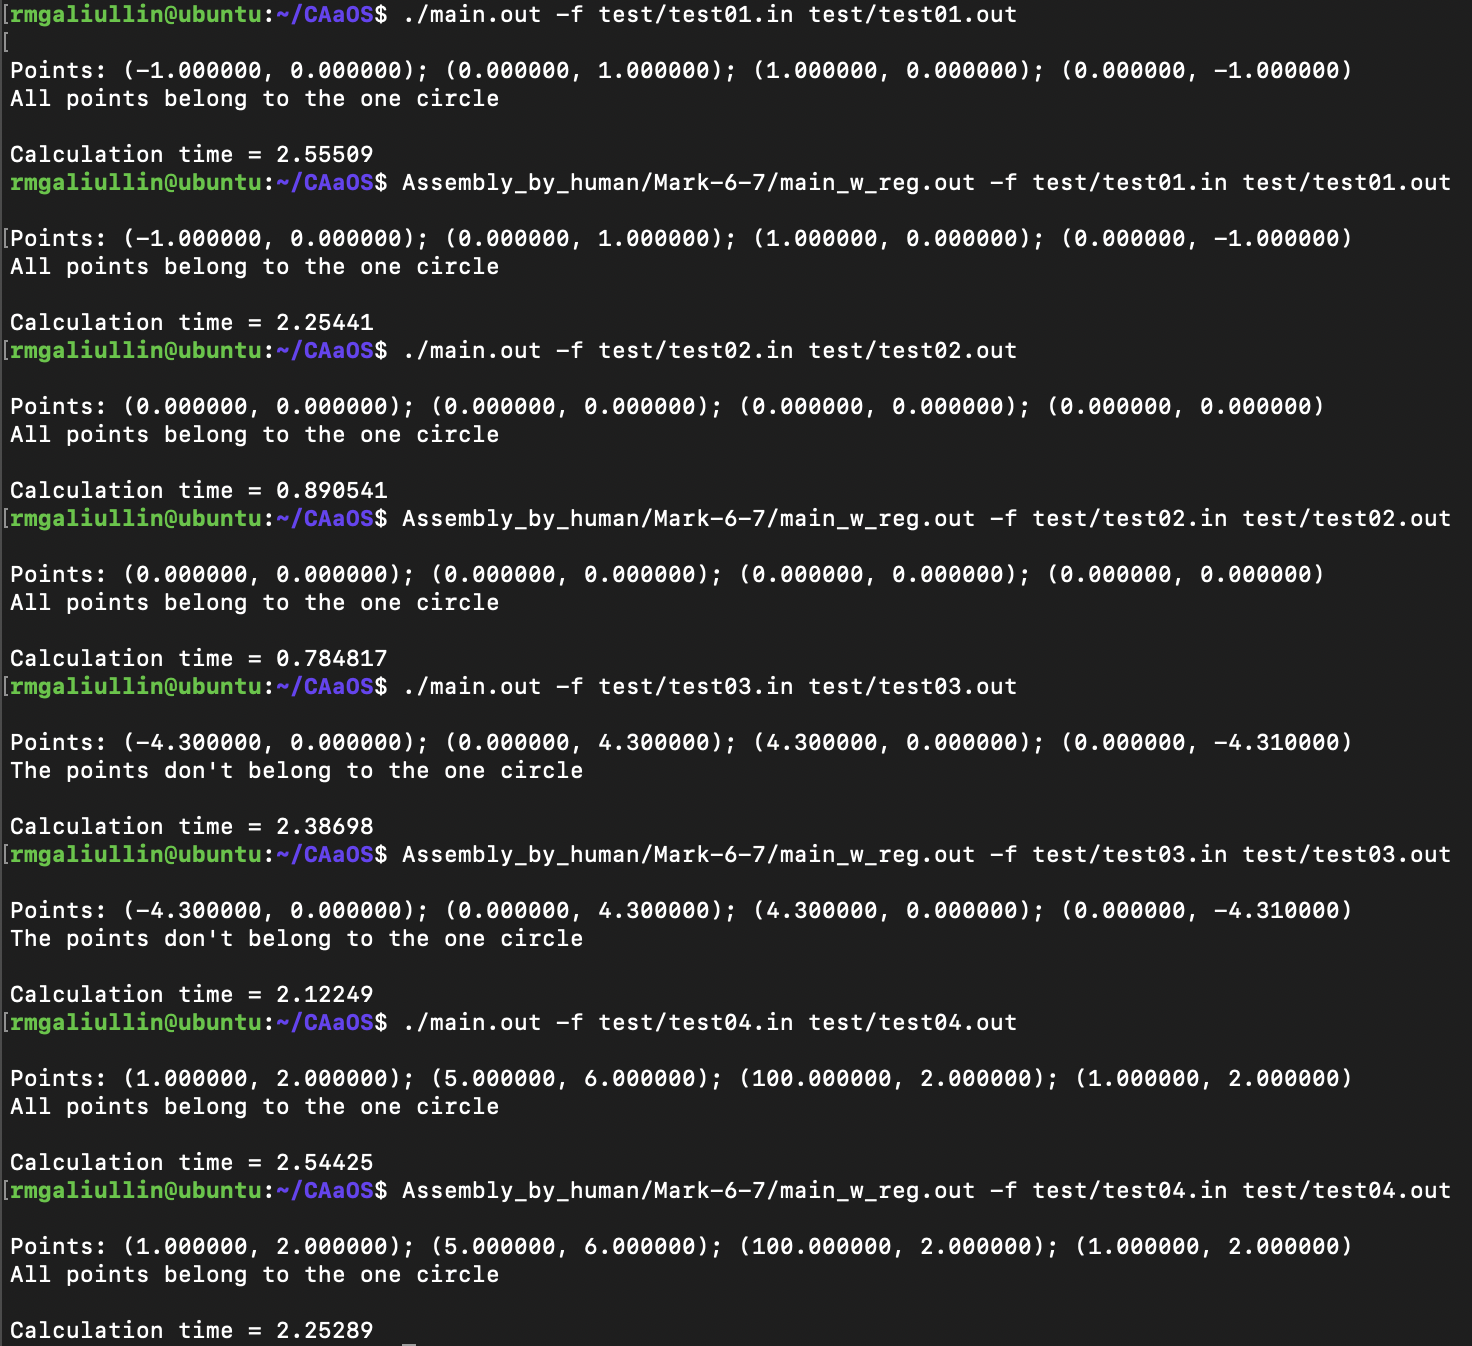 [rmgaliullin@ubuntu:~/CAaOS$ ./main.out -f test/test01.in test/test01.out
[
Points: (-1.000000, 0.000000); (0.000000, 1.000000); (1.000000, 0.000000); (0.000000, -1.000000)
All points belong to the one circle
Calculation time = 2.55509
rmgaliullin@ubuntu:~/CAaOS$ Assembly_by_human/Mark-6-7/main_w_reg.out -f test/test01.in test/test01.out
[Points: (-1.000000, 0.000000); (0.000000, 1.000000); (1.000000, 0.000000); (0.000000, -1.000000)
All points belong to the one circle
Calculation time = 2.25441
[rmgaliullin@ubuntu:~/CAaOS$ ./main.out -f test/test02.in test/test02.out
Points: (0.000000, 0.000000); (0.000000, 0.000000); (0.000000, 0.000000); (0.000000, 0.000000)
All points belong to the one circle
Calculation time = 0.890541
[rmgaliullin@ubuntu:~/CAaOS$ Assembly_by_human/Mark-6-7/main_w_reg.out -f test/test02.in test/test02.out
Points: (0.000000, 0.000000); (0.000000, 0.000000); (0.000000, 0.000000); (0.000000, 0.000000)
All points belong to the one circle
Calculation time = 0.784817
[rmgaliullin@ubuntu:~/CAaOS$ ./main.out -f test/test03.in test/test03.out
Points: (-4.300000, 0.000000); (0.000000, 4.300000); (4.300000, 0.000000); (0.000000, -4.310000)
The points don't belong to the one circle
Calculation time = 2.38698
[rmgaliullin@ubuntu:~/CAaOS$ Assembly_by_human/Mark-6-7/main_w_reg.out -f test/test03.in test/test03.out
Points: (-4.300000, 0.000000); (0.000000, 4.300000); (4.300000, 0.000000); (0.000000, -4.310000)
The points don't belong to the one circle
Calculation time = 2.12249
[rmgaliullin@ubuntu:~/CAaOS$ ./main.out -f test/test04.in test/test04.out
Points: (1.000000, 2.000000); (5.000000, 6.000000); (100.000000, 2.000000); (1.000000, 2.000000)
All points belong to the one circle
Calculation time = 2.54425
[rmgaliullin@ubuntu:~/CAaOS$ Assembly_by_human/Mark-6-7/main_w_reg.out -f test/test04.in test/test04.out
Points: (1.000000, 2.000000); (5.000000, 6.000000); (100.000000, 2.000000); (1.000000, 2.000000)
All points belong to the one circle
Calculation time = 2.25289